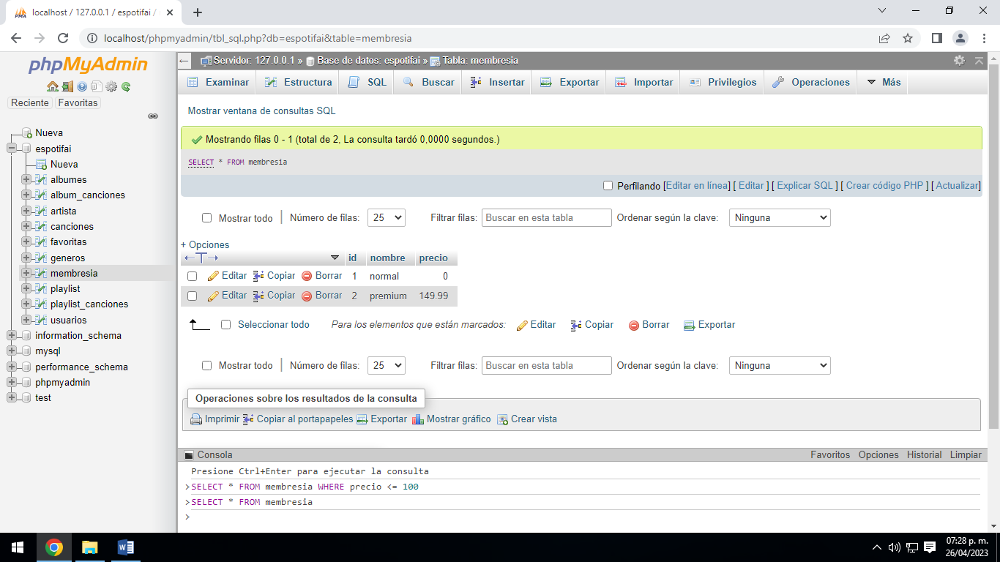 localhost / 127.0.0.1 / espotifai /
localhost/phpmyadmin/tbl_sql.php?db=espotifai&table=membresia
phpMyAdmin
Reciente Favoritas
Nueva
espotifai
Nueva
albumes
album_canciones
artista
canciones
favoritas
generos
membresia
playlist
playlist_canciones
usuarios
information_schema
mysql
performance_schema
phpmyadmin
test
Servidor: 127.0.0.1 » Base de datos: espotifai » Tabla: membresia
Examinar Estructura SQL Buscar Insertar Exportar Importar Privilegios Operaciones Más
Mostrar ventana de consultas SQL
Mostrando filas 0 - 1 (total de 2, La consulta tardó 0,0000 segundos.)
SELECT * FROM membresia
Perfilando [Editar en línea] [ Editar ] [ Explicar SQL ] [ Crear código PHP ] [ Actualizar]
Mostrar todo Número de filas: 25 Filtrar filas: Buscar en esta tabla Ordenar según la clave: Ninguna
+ Opciones
id nombre precio
Editar Copiar Borrar 1 normal 0
Editar Copiar Borrar 2 premium 149.99
Seleccionar todo Para los elementos que están marcados: Editar Copiar Borrar Exportar
Mostrar todo Número de filas: 25 Filtrar filas: Buscar en esta tabla Ordenar según la clave: Ninguna
Operaciones sobre los resultados de la consulta
Imprimir Copiar al portapapeles Exportar Mostrar gráfico Crear vista
Consola Favoritos Opciones Historial Limpiar
Presione Ctrl+Enter para ejecutar la consulta
>SELECT * FROM membresia WHERE precio <= 100
>SELECT * FROM membresia
>
07:28 p. m.
26/04/2023